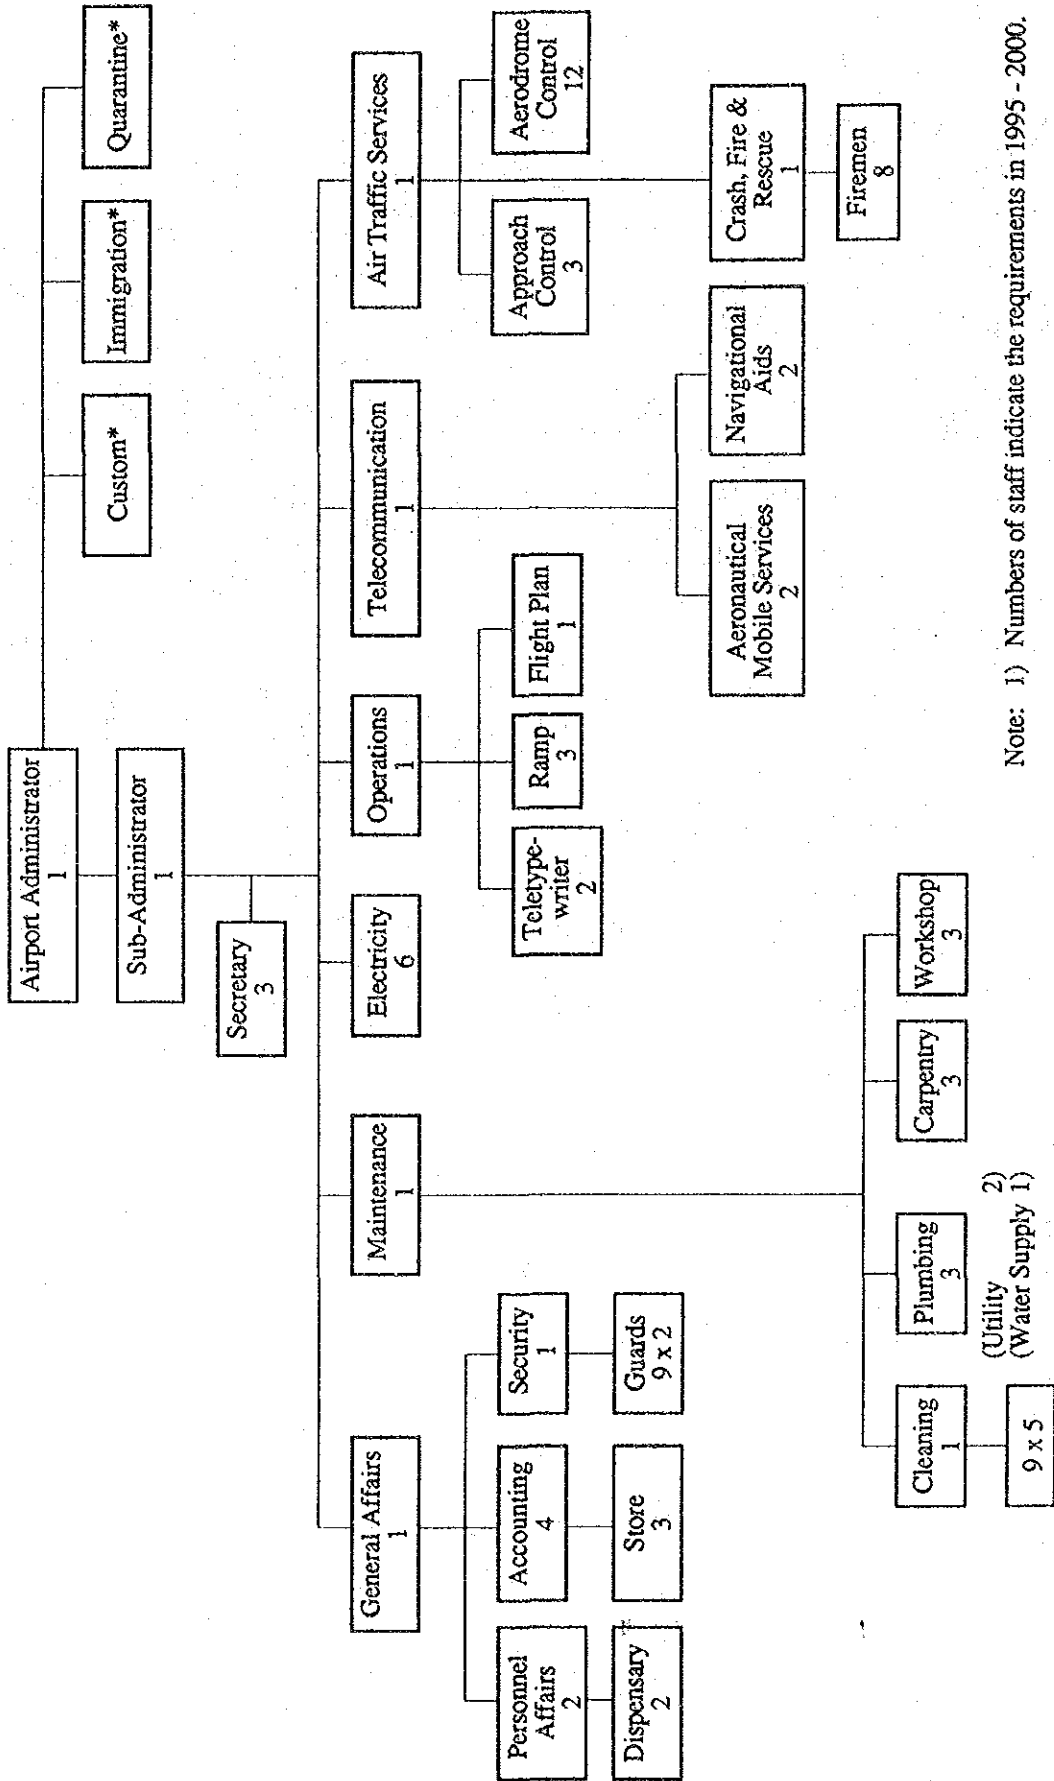 Airport Administrator
1
Sub-Administrator
1
Secretary
3
Custom*
Immigration*
Quarantine*
General Affairs
1
Maintenance
1
Electricity
6
Operations
1
Telecommunication
1
Air Traffic Services
1
Personnel
Affairs
2
Accounting
4
Security
1
Dispensary
2
Store
3
Guards
9 x 2
Teletype-
writer
2
Ramp
3
Flight Plan
1
Approach
Control
3
Aerodrome
Control
12
Aeronautical
Mobile Services
2
Navigational
Aids
2
Crash, Fire &
Rescue
1
Firemen
8
Cleaning
1
Plumbing
3
Carpentry
3
Workshop
3
9 x 5
(Utility 2)
(Water Supply 1)
Note: 1) Numbers of staff indicate the requirements in 1995 - 2000.